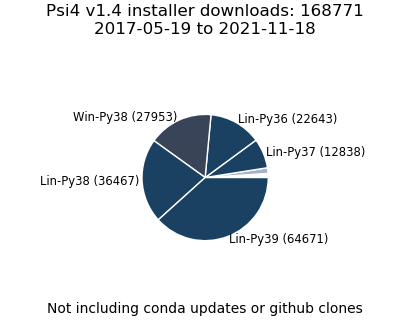 Psi4 v1.4 installer downloads: 168771
2017-05-19 to 2021-11-18
Win-Py38 (27953)
Lin-Py36 (22643)
Lin-Py37 (12838)
Lin-Py38 (36467)
Lin-Py39 (64671)
Not including conda updates or github clones